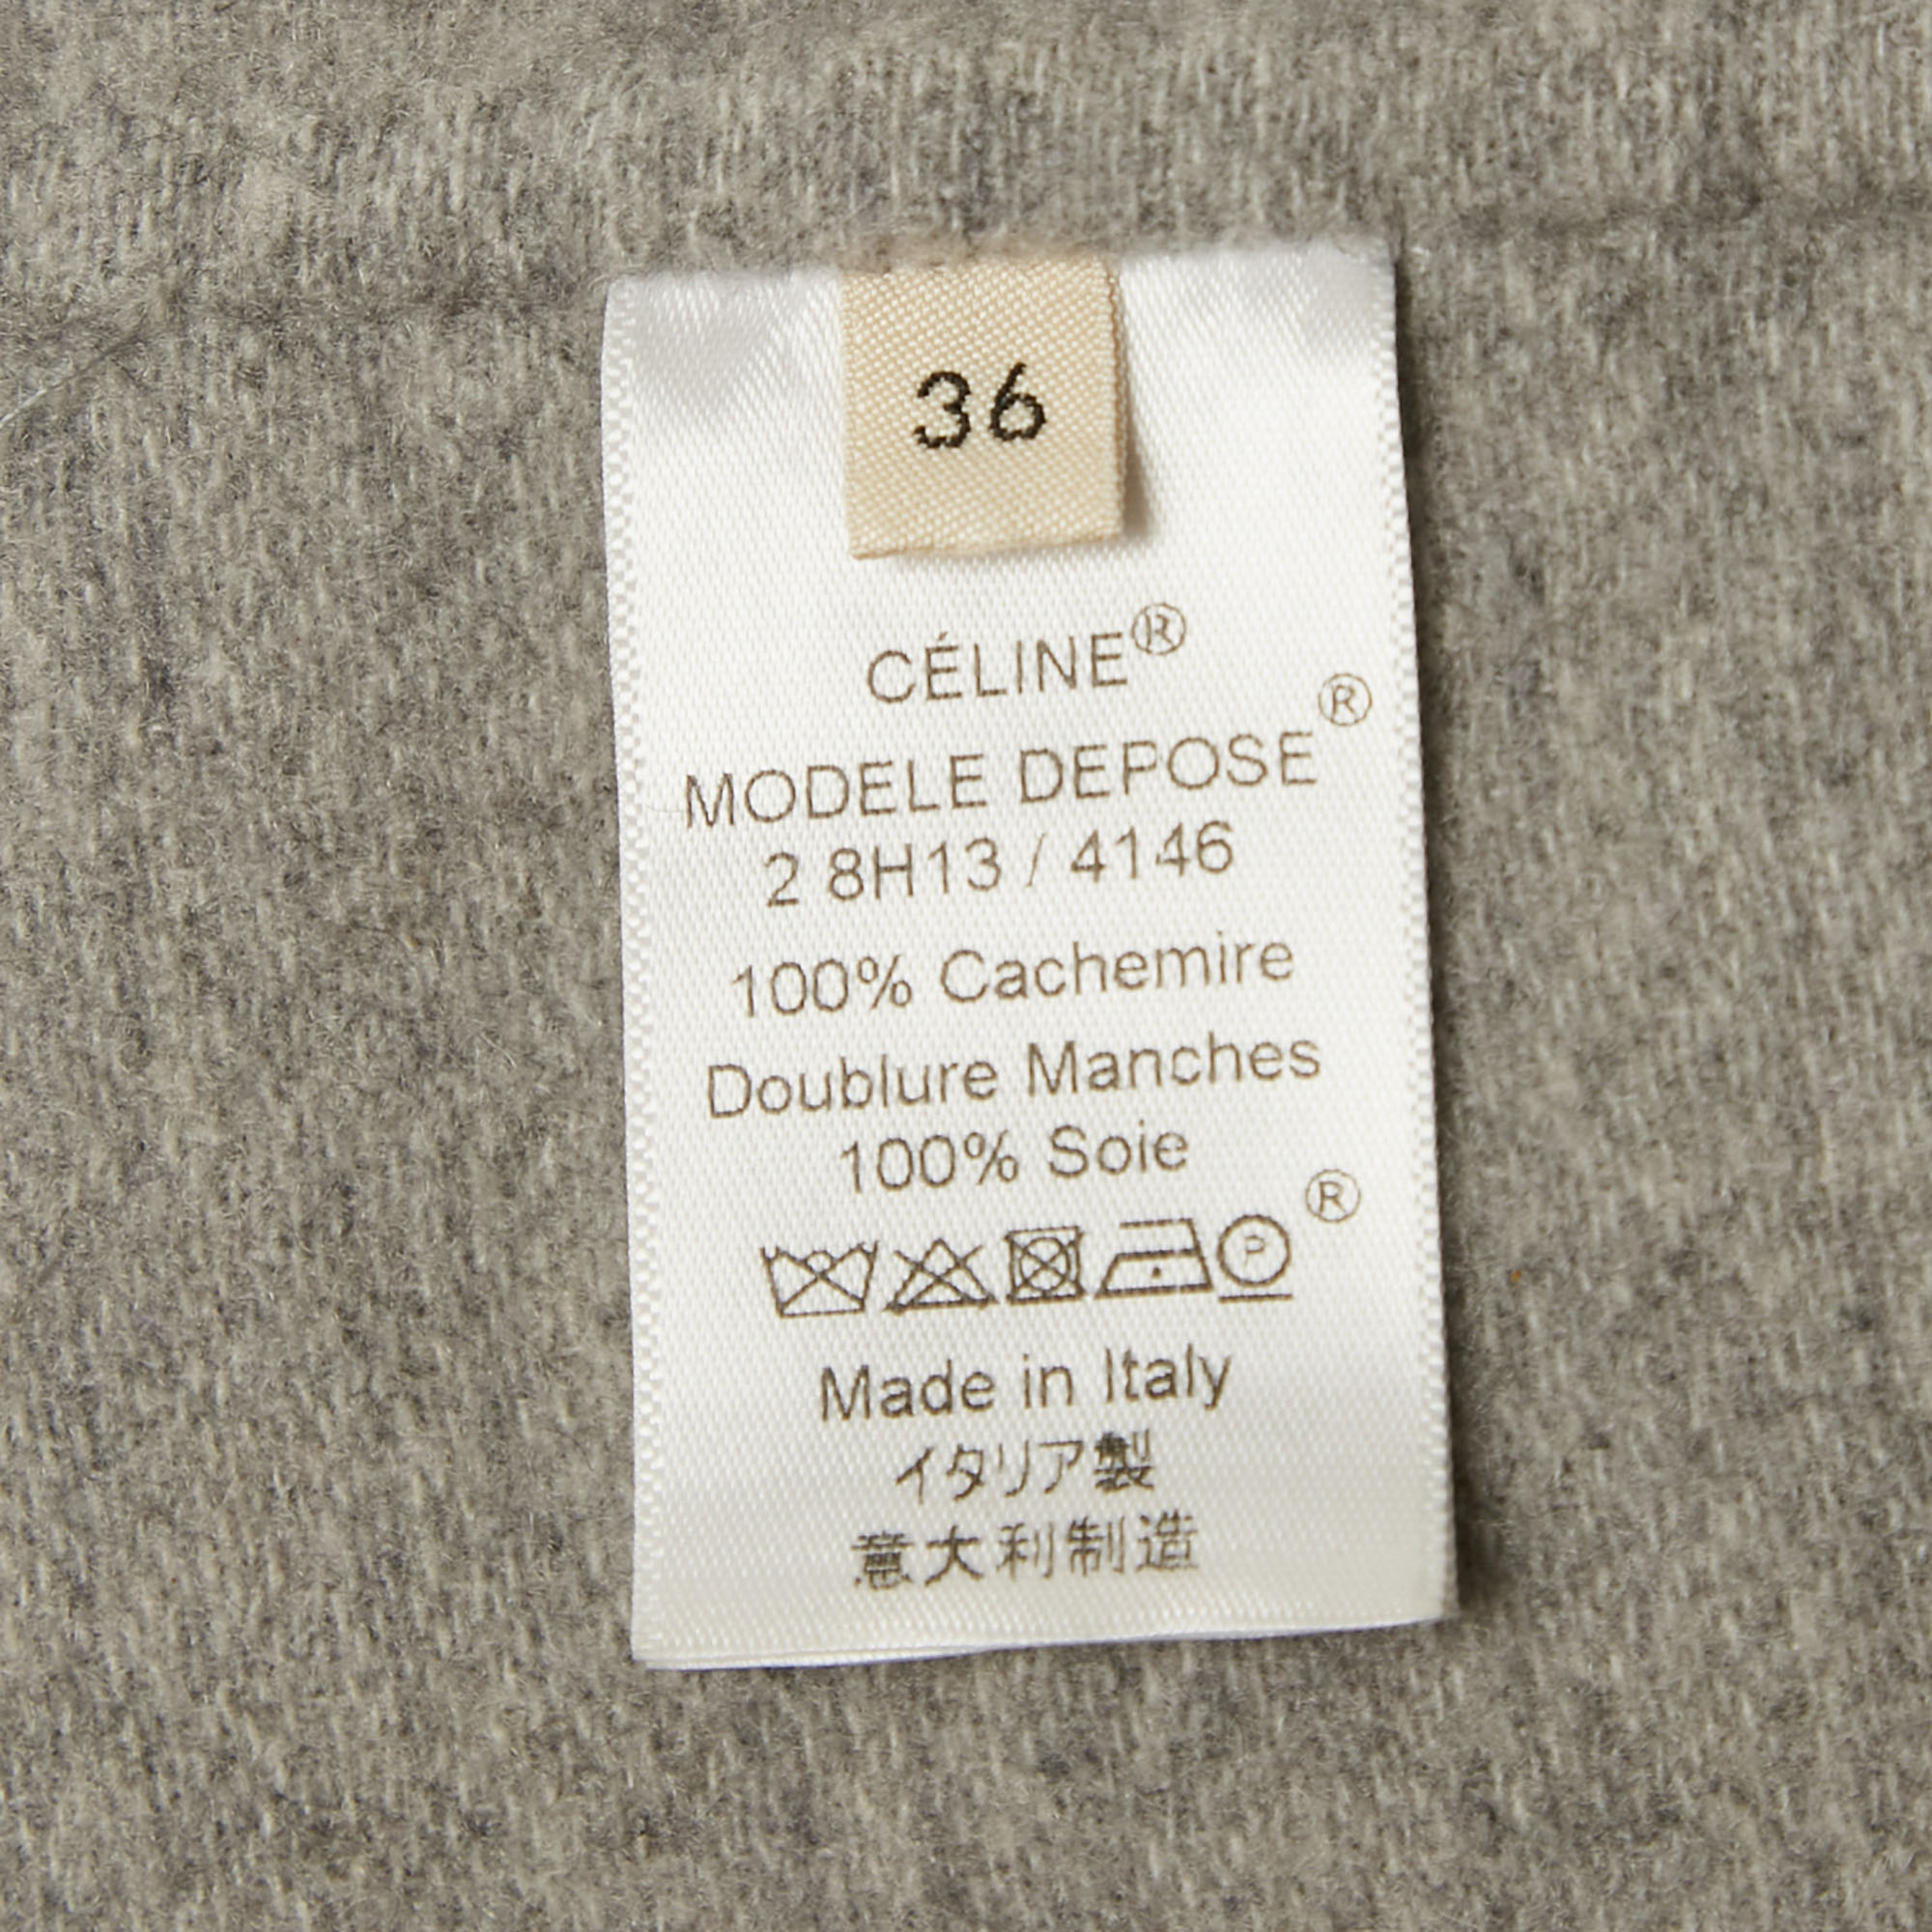 36
CÉLINE®
MODELE DEPOSE®
2 8H13 / 4146
100% Cachemire
Doublure Manches
100% Soie
®
P
Made in Italy
イタリア製
意大利制造